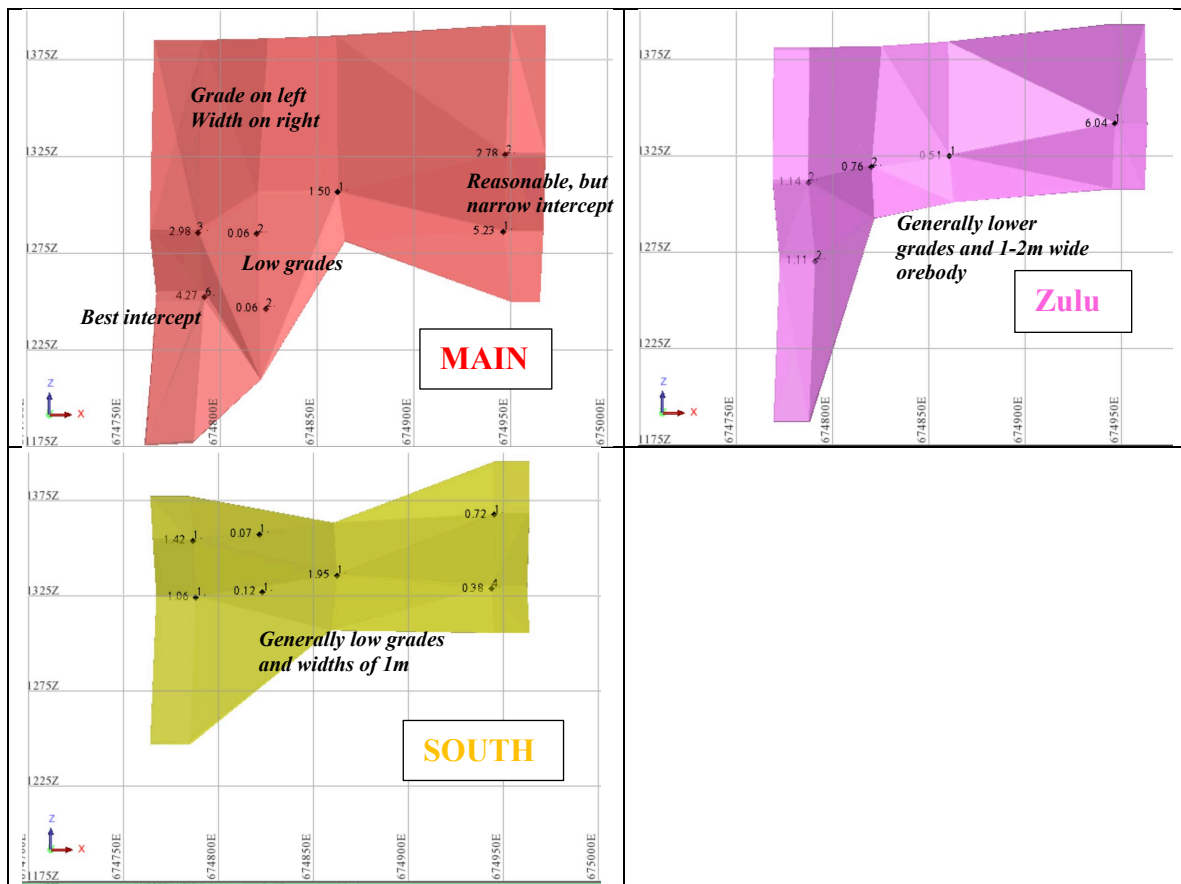 1375Z
Grade on left
Width on right
1325Z
2.78 2
1.50 1
Reasonable, but
narrow intercept
2.98 3
0.06 2
5.23 1
1275Z
Low grades
4.27 6
0.06 2
Best intercept
1225Z
MAIN
Z
X
1175Z
674750E
674800E
674850E
674900E
674950E
675000E
1375Z
6.04 1
1325Z
0.51 1
0.76 2
1.14 2
Generally lower
grades and 1-2m wide
orebody
1275Z
1.11 2
Zulu
1225Z
Z
X
1175Z
674750E
674800E
674850E
674900E
674950E
1375Z
0.72 1
1.42 1
0.07 1
1.95 1
1325Z
1.06 1
0.12 1
0.38 4
Generally low grades
and widths of 1m
1275Z
SOUTH
1225Z
Z
X
1175Z
674750E
674800E
674850E
674900E
674950E
675000E